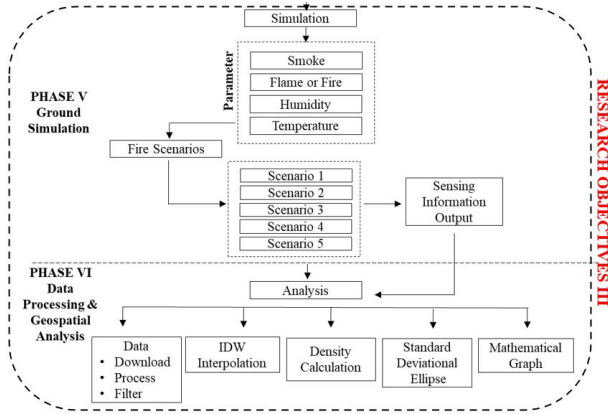 Simulation
Parameter
Smoke
Flame or Fire
Humidity
Temperature
PHASE V
Ground
Simulation
Fire Scenarios
Scenario 1
Scenario 2
Scenario 3
Scenario 4
Scenario 5
Sensing
Information
Output
RESEARCH OBJECTIVES III
PHASE VI
Data
Processing &
Geospatial
Analysis
Analysis
Data
• Download
• Process
• Filter
IDW
Interpolation
Density
Calculation
Standard
Deviational
Ellipse
Mathematical
Graph